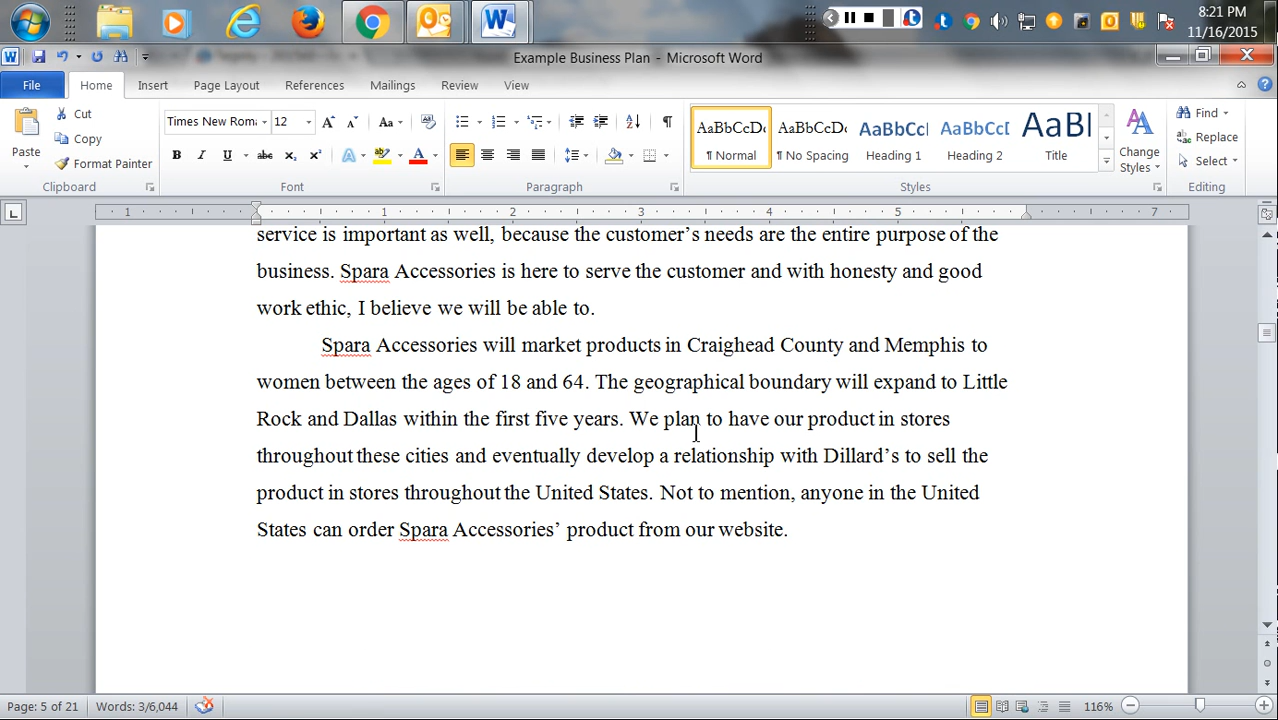 8:21 PM
11/16/2015
Example Business Plan - Microsoft Word
File Home Insert Page Layout References Mailings Review View
Paste
Cut
Copy
Format Painter
Clipboard
Times New Roma 12
Font
Paragraph
AaBbCcDc AaBbCcDc AaBbCcI AaBbCcD AaBl
¶ Normal ¶ No Spacing Heading 1 Heading 2 Title
Change
Styles
Styles
Find
Replace
Select
Editing
1 1 2 3 4 5 7
service is important as well, because the customer’s needs are the entire purpose of the
business. Spara Accessories is here to serve the customer and with honesty and good
work ethic, I believe we will be able to.
Spara Accessories will market products in Craighead County and Memphis to
women between the ages of 18 and 64. The geographical boundary will expand to Little
Rock and Dallas within the first five years. We plan to have our product in stores
throughout these cities and eventually develop a relationship with Dillard’s to sell the
product in stores throughout the United States. Not to mention, anyone in the United
States can order Spara Accessories’ product from our website.
Page: 5 of 21 Words: 3/6,044 116%